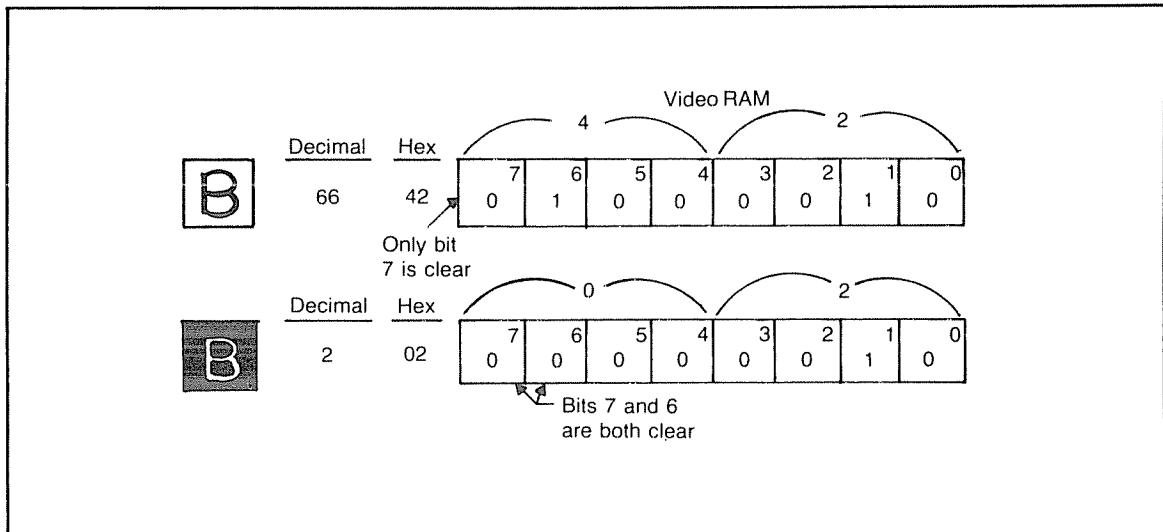 Video RAM
4 2
Decimal Hex 7 6 5 4 3 2 1 0
B 66 42 0 1 0 0 0 0 1 0
Only bit
7 is clear
0 2
Decimal Hex 7 6 5 4 3 2 1 0
B 2 02 0 0 0 0 0 0 1 0
Bits 7 and 6
are both clear